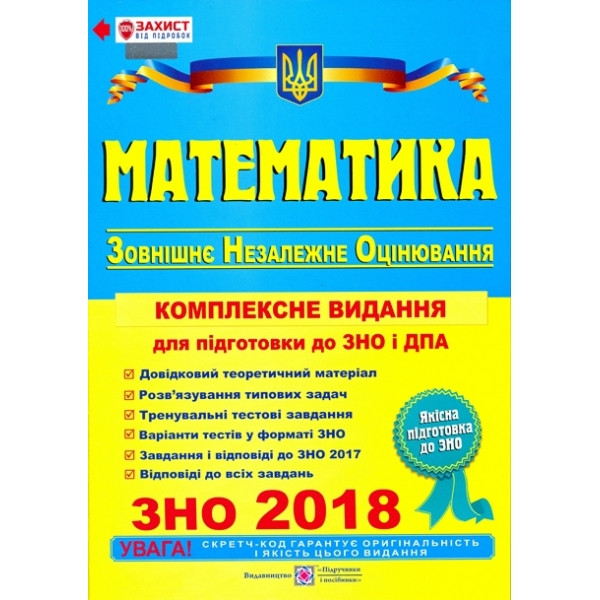 100%
ЗАХИСТ
ВІД ПІДРОБОК
МАТЕМАТИКА
ЗОВНІШНЄ НЕЗАЛЕЖНЕ ОЦІНЮВАННЯ
КОМПЛЕКСНЕ ВИДАННЯ
для підготовки до ЗНО і ДПА
Довідковий теоретичний матеріал
Розв’язування типових задач
Тренувальні тестові завдання
Варіанти тестів у форматі ЗНО
Завдання і відповіді до ЗНО 2017
Відповіді до всіх завдань
Якісна
підготовка
до ЗНО
ЗНО 2018
УВАГА! СКРЕТЧ-КОД ГАРАНТУЄ ОРИГІНАЛЬНІСТЬ
І ЯКІСТЬ ЦЬОГО ВИДАННЯ
Видавництво «Підручники
і посібники»